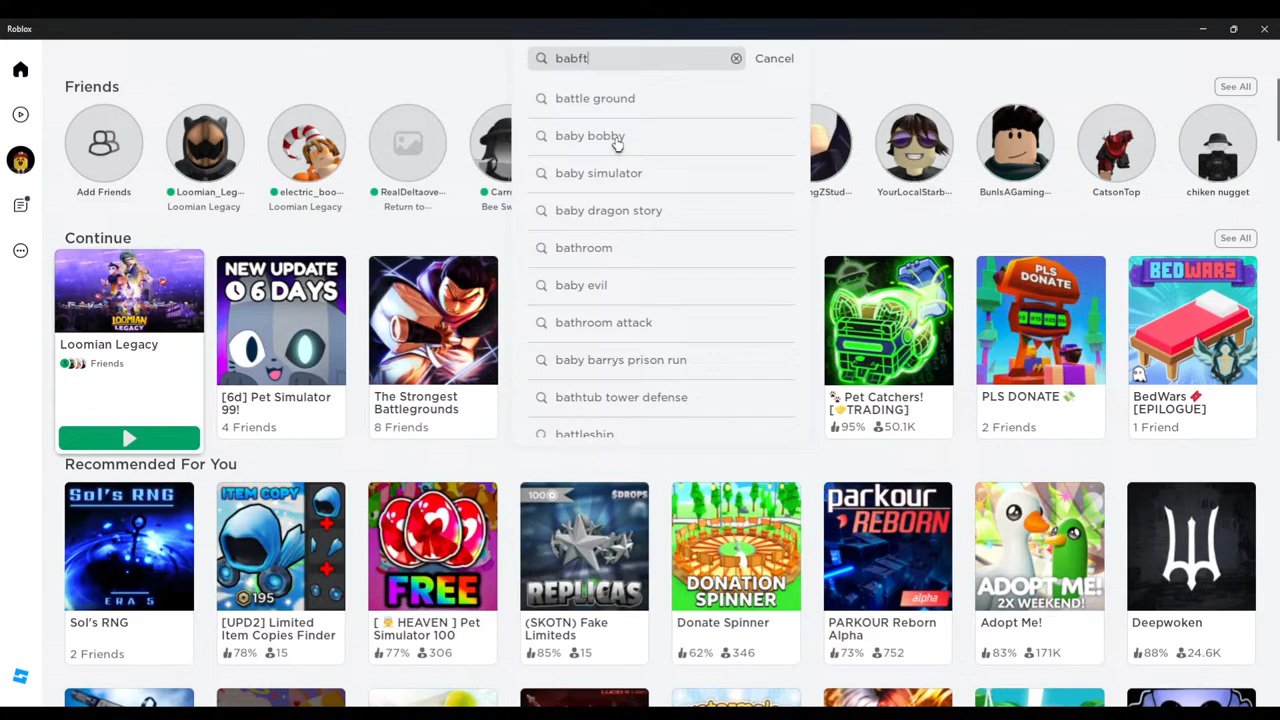 Roblox
babft
Cancel
battle ground
baby bobby
baby simulator
baby dragon story
bathroom
baby evil
bathroom attack
baby barrys prison run
bathtub tower defense
battleship
Friends
See All
Add Friends
Loomian_Leg...
Loomian Legacy
electric_boo...
Loomian Legacy
RealDeltaove...
Return to...
Carro
Bee Sw
ngZStud...
YourLocalStarb...
BunIsAGaming...
CatsonTop
chiken nugget
Continue
See All
LOOMIAN
LEGACY
Loomian Legacy
Friends
NEW UPDATE
6 DAYS
[6d] Pet Simulator
99!
4 Friends
The Strongest
Battlegrounds
8 Friends
🐾 Pet Catchers!
[🤝TRADING]
95% 50.1K
PLS
DONATE
PLS DONATE 💸
2 Friends
BEDWARS
BedWars
[EPILOGUE]
1 Friend
Recommended For You
Sol's RNG
ERA 5
Sol's RNG
2 Friends
ITEM COPY
195
[UPD2] Limited
Item Copies Finder
78% 15
FREE
[ HEAVEN ] Pet
Simulator 100
77% 306
100
$DROPS
REPLICAS
(SKOTN) Fake
Limiteds
85% 15
DONATION
SPINNER
Donate Spinner
62% 346
parkour
REBORN
alpha
PARKOUR Reborn
Alpha
73% 752
ADOPT ME!
2X WEEKEND!
Adopt Me!
83% 171K
Deepwoken
88% 24.6K